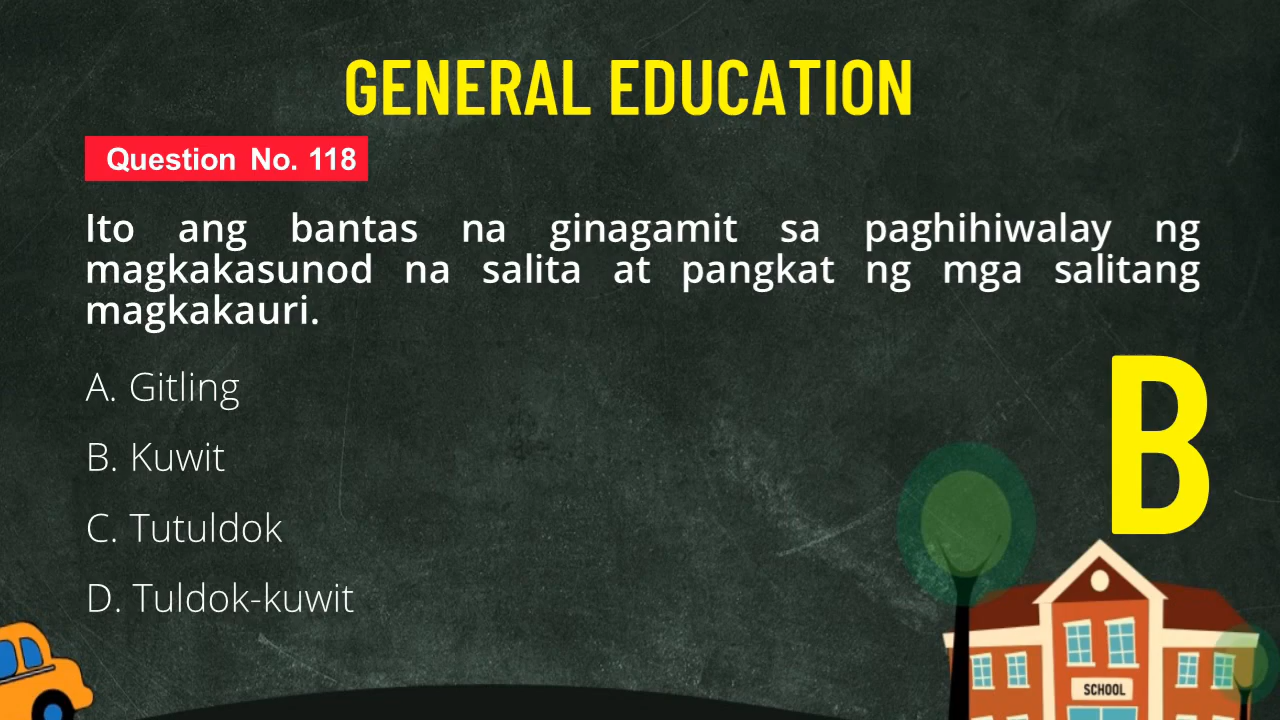 GENERAL EDUCATION
Question No. 118
Ito ang bantas na ginagamit sa paghihiwalay ng
magkakasunod na salita at pangkat ng mga salitang
magkakauri.
A. Gitling
B. Kuwit
C. Tutuldok
D. Tuldok-kuwit
B
SCHOOL